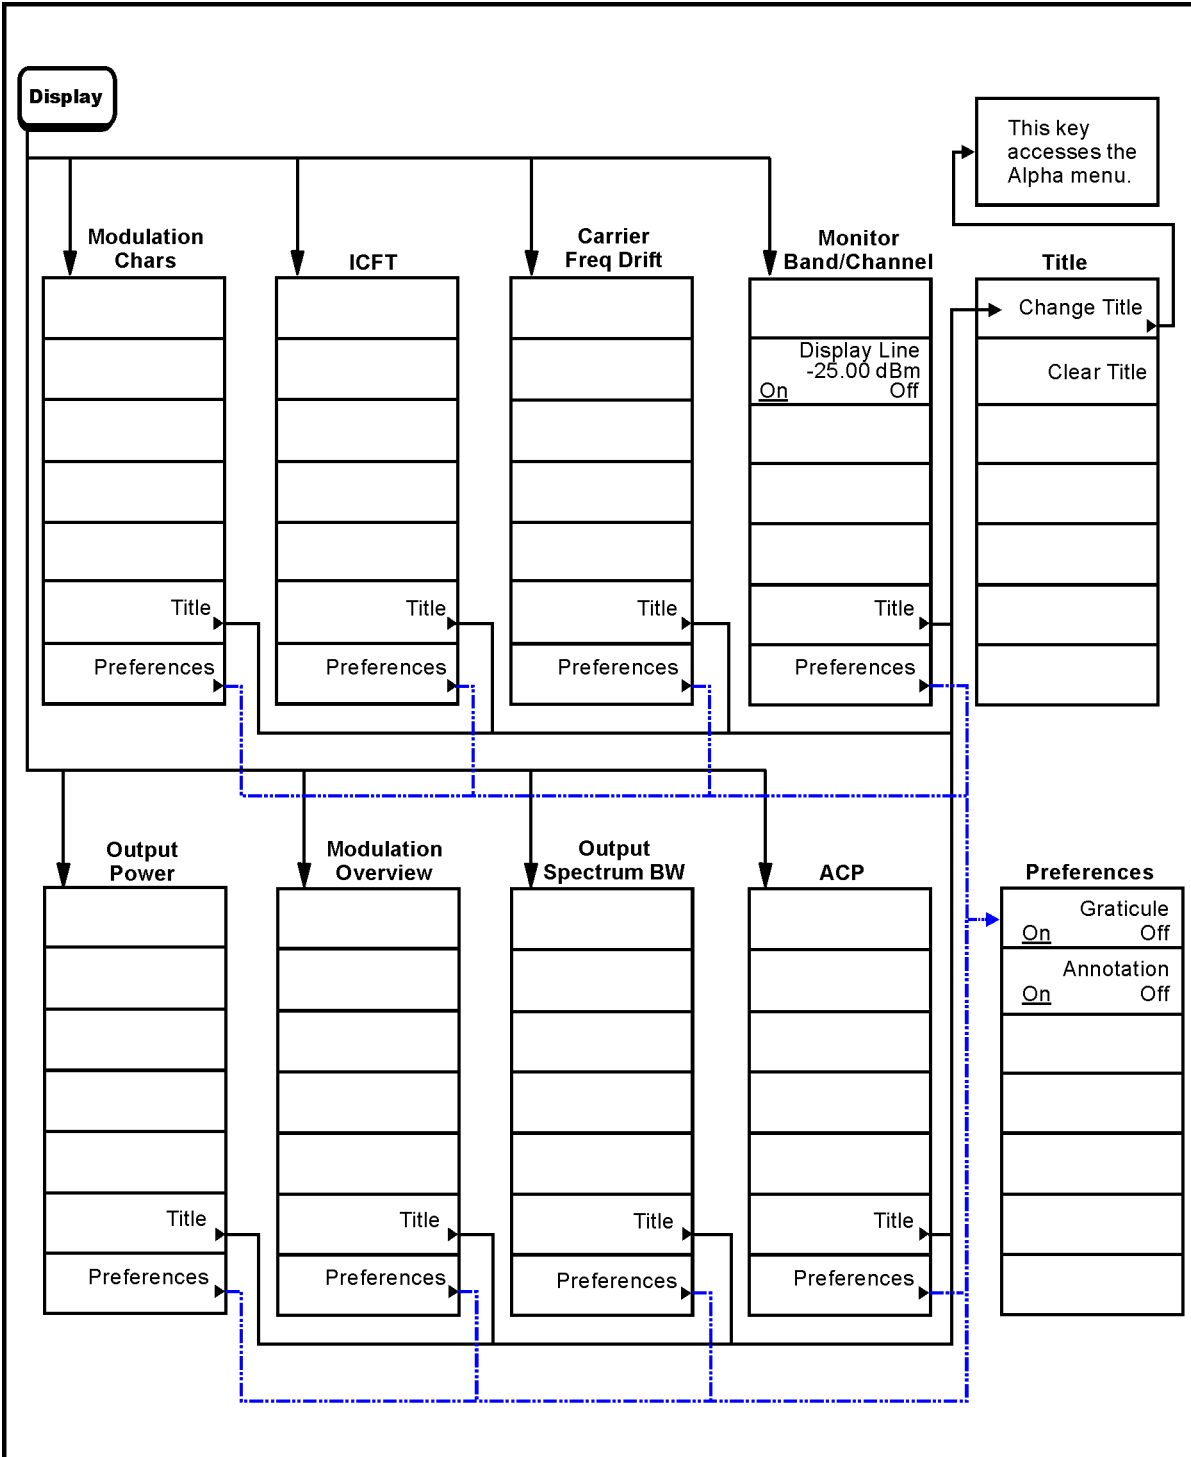 Display
This key
accesses the
Alpha menu.
Modulation
Chars
ICFT
Carrier
Freq Drift
Monitor
Band/Channel
Title
Title
Preferences
Title
Preferences
Title
Preferences
Display Line
-25.00 dBm
On Off
Title
Preferences
Change Title
Clear Title
Output
Power
Modulation
Overview
Output
Spectrum BW
ACP
Preferences
Title
Preferences
Title
Preferences
Title
Preferences
Title
Preferences
Graticule
On Off
Annotation
On Off